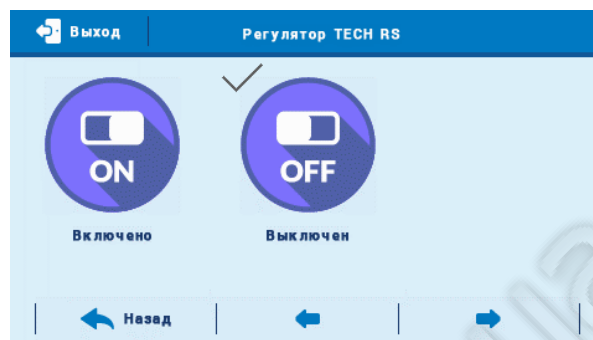 Выход
Регулятор TECH RS
ON
OFF
Включено
Выключен
Назад